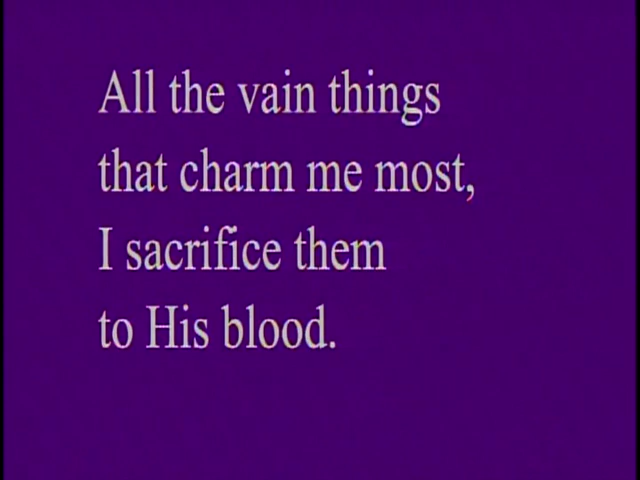 All the vain things
that charm me most,
I sacrifice them
to His blood.